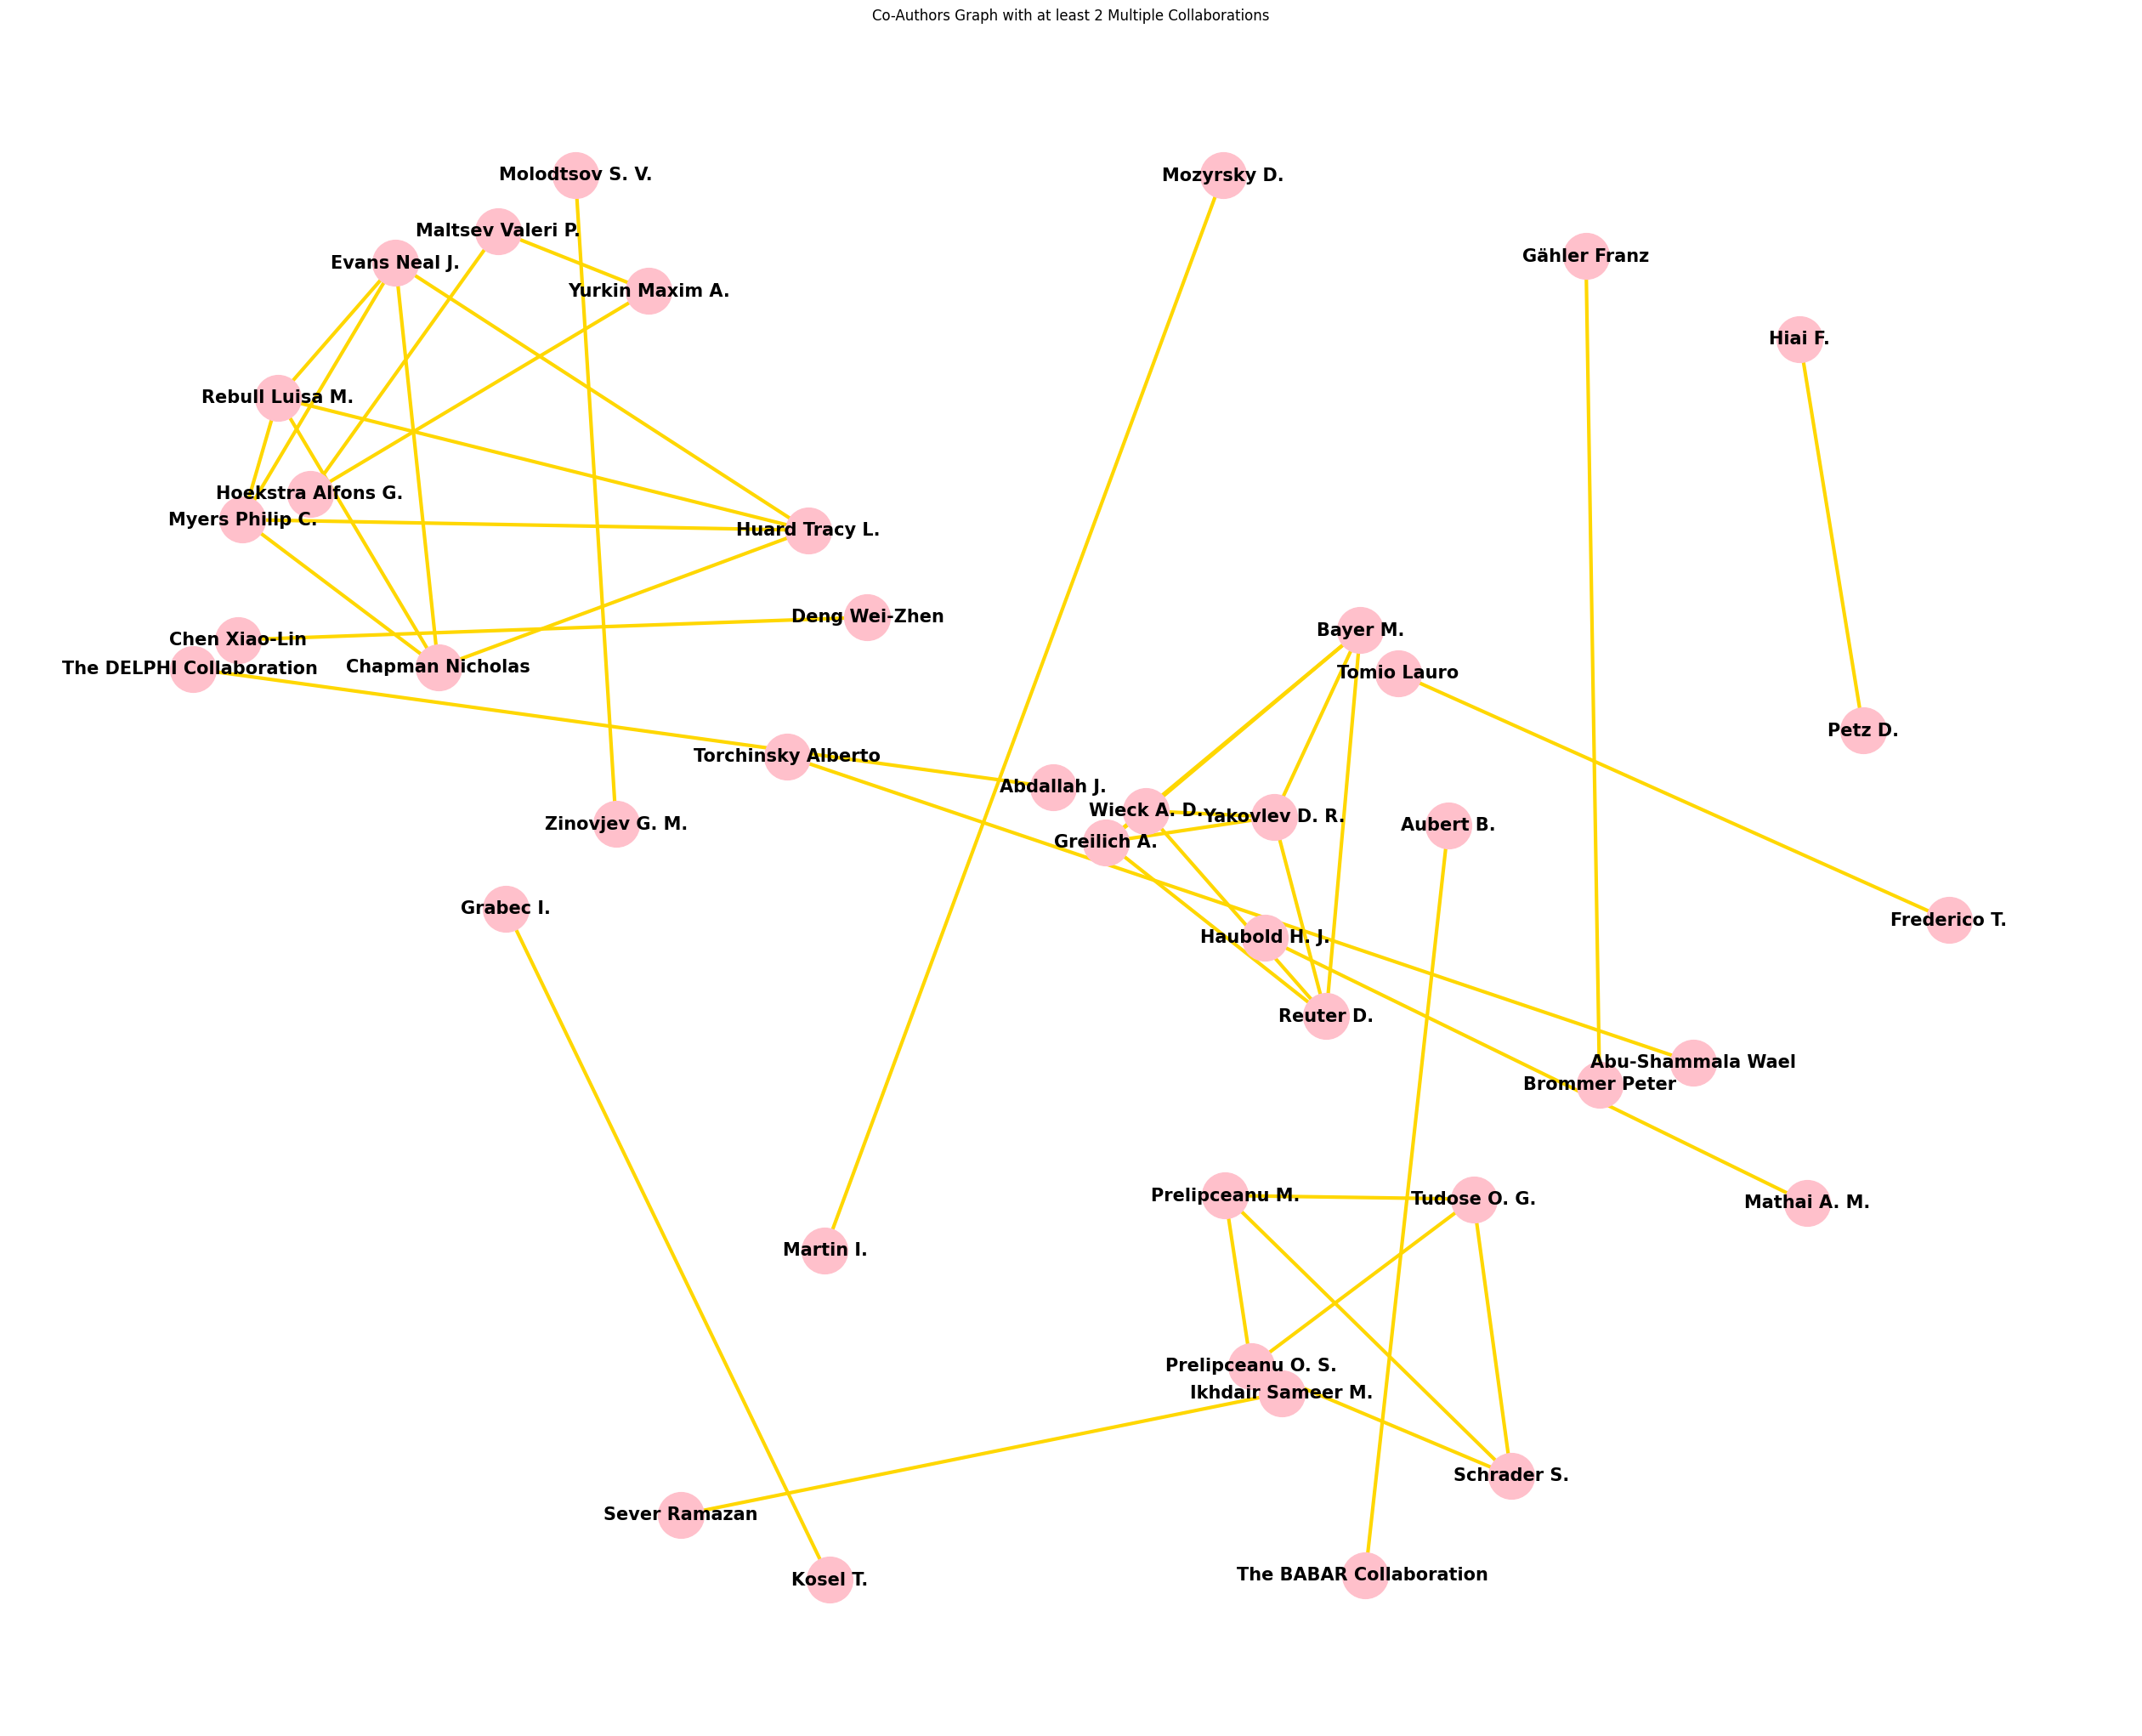 Co-Authors Graph with at least 2 Multiple Collaborations
Molodtsov S. V.
Mozyrsky D.
Maltsev Valeri P.
Gähler Franz
Evans Neal J.
Yurkin Maxim A.
Hiai F.
Rebull Luisa M.
Hoekstra Alfons G.
Myers Philip C.
Huard Tracy L.
Deng Wei-Zhen
Bayer M.
Chen Xiao-Lin
The DELPHI Collaboration
Chapman Nicholas
Tomio Lauro
Petz D.
Torchinsky Alberto
Abdallah J.
Wieck A. D.
Yakovlev D. R.
Zinovjev G. M.
Aubert B.
Greilich A.
Grabec I.
Frederico T.
Haubold H. J.
Reuter D.
Abu-Shammala Wael
Brommer Peter
Prelipceanu M.
Tudose O. G.
Mathai A. M.
Martin I.
Prelipceanu O. S.
Ikhdair Sameer M.
Schrader S.
Sever Ramazan
The BABAR Collaboration
Kosel T.